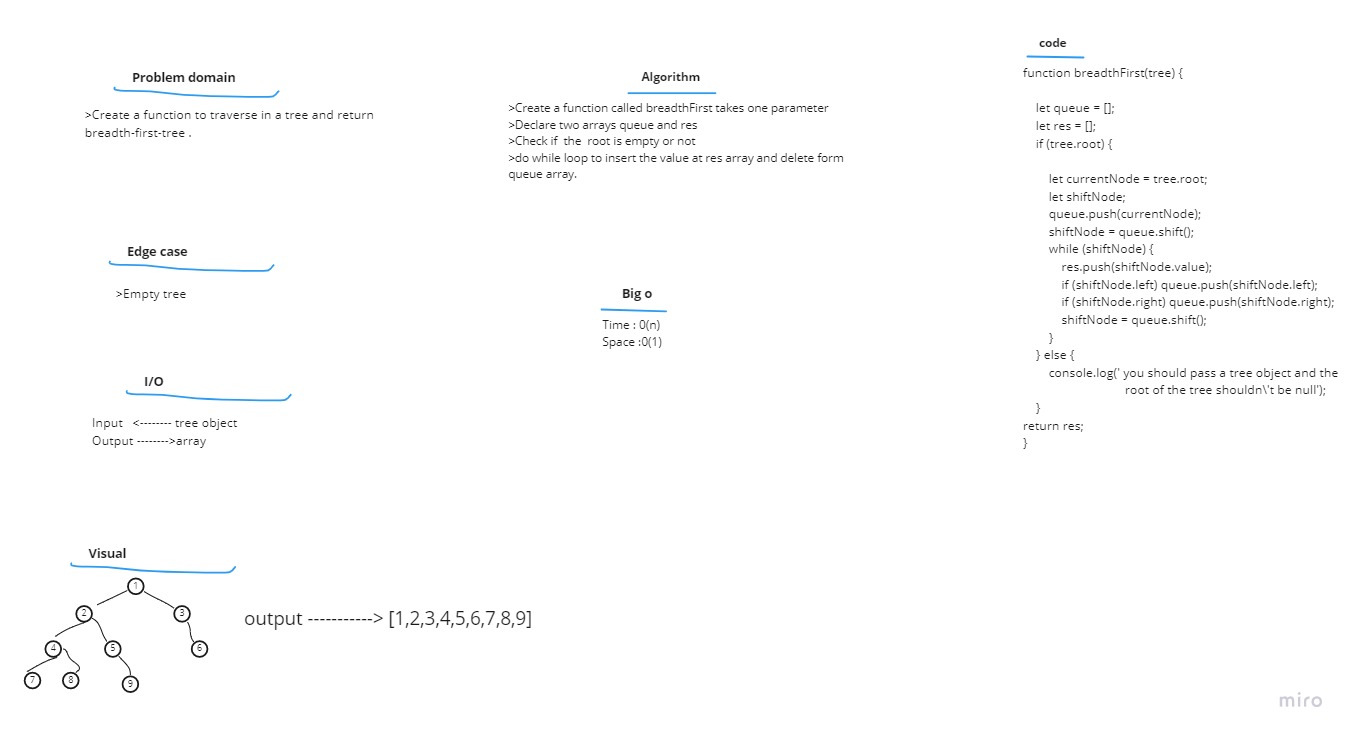 Problem domain
>Create a function to traverse in a tree and return
breadth-first-tree .
Edge case
>Empty tree
I/O
Input <-------- tree object
Output -------->array
Visual
1
2
3
4
5
6
7
8
9
output -----------> [1,2,3,4,5,6,7,8,9]
Algorithm
>Create a function called breadthFirst takes one parameter
>Declare two arrays queue and res
>Check if the root is empty or not
>do while loop to insert the value at res array and delete form
queue array.
Big o
Time : 0(n)
Space :0(1)
code
function breadthFirst(tree) {
let queue = [];
let res = [];
if (tree.root) {
let currentNode = tree.root;
let shiftNode;
queue.push(currentNode);
shiftNode = queue.shift();
while (shiftNode) {
res.push(shiftNode.value);
if (shiftNode.left) queue.push(shiftNode.left);
if (shiftNode.right) queue.push(shiftNode.right);
shiftNode = queue.shift();
}
} else {
console.log(' you should pass a tree object and the
root of the tree shouldn\'t be null');
}
return res;
}
miro